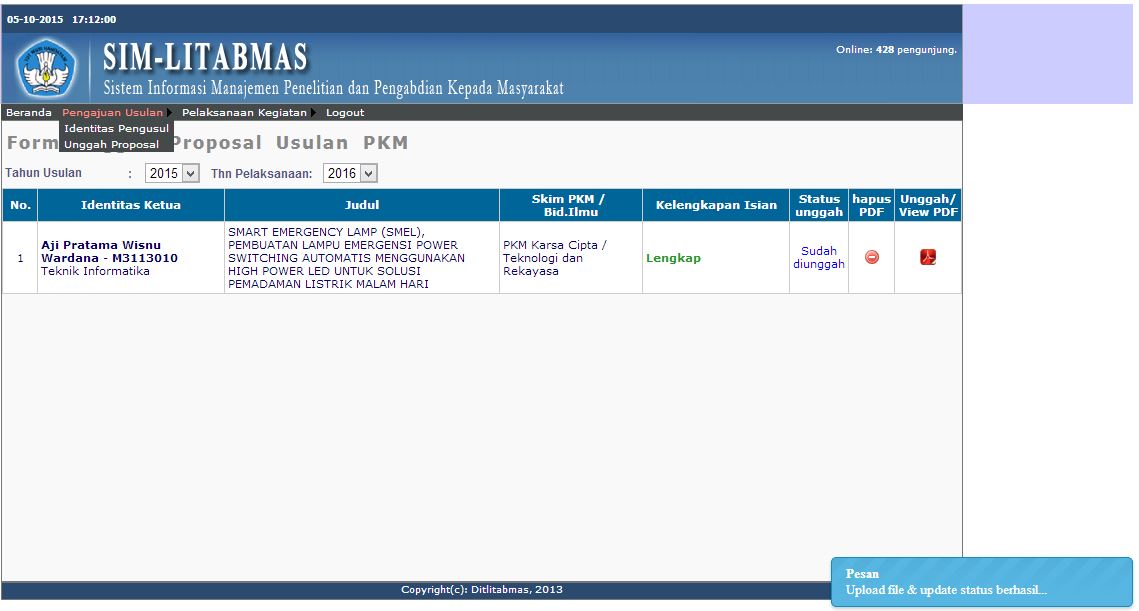 05-10-2015 17:12:00
SIM-LITABMAS
Sistem Informasi Manajemen Penelitian dan Pengabdian Kepada Masyarakat
Online: 428 pengunjung.
Beranda Pengajuan Usulan Pelaksanaan Kegiatan Logout
Identitas Pengusul
Unggah Proposal
Form Proposal Usulan PKM
Tahun Usulan : 2015 Thn Pelaksanaan: 2016
No. Identitas Ketua Judul Skim PKM / Bid.Ilmu Kelengkapan Isian Status unggah hapus PDF Unggah/ View PDF
1
Aji Pratama Wisnu
Wardana - M3113010
Teknik Informatika
SMART EMERGENCY LAMP (SMEL),
PEMBUATAN LAMPU EMERGENSI POWER
SWITCHING AUTOMATIS MENGGUNAKAN
HIGH POWER LED UNTUK SOLUSI
PEMADAMAN LISTRIK MALAM HARI
PKM Karsa Cipta /
Teknologi dan
Rekayasa
Lengkap
Sudah
diunggah
Copyright(c): Ditlitabmas, 2013
Pesan
Upload file & update status berhasil...